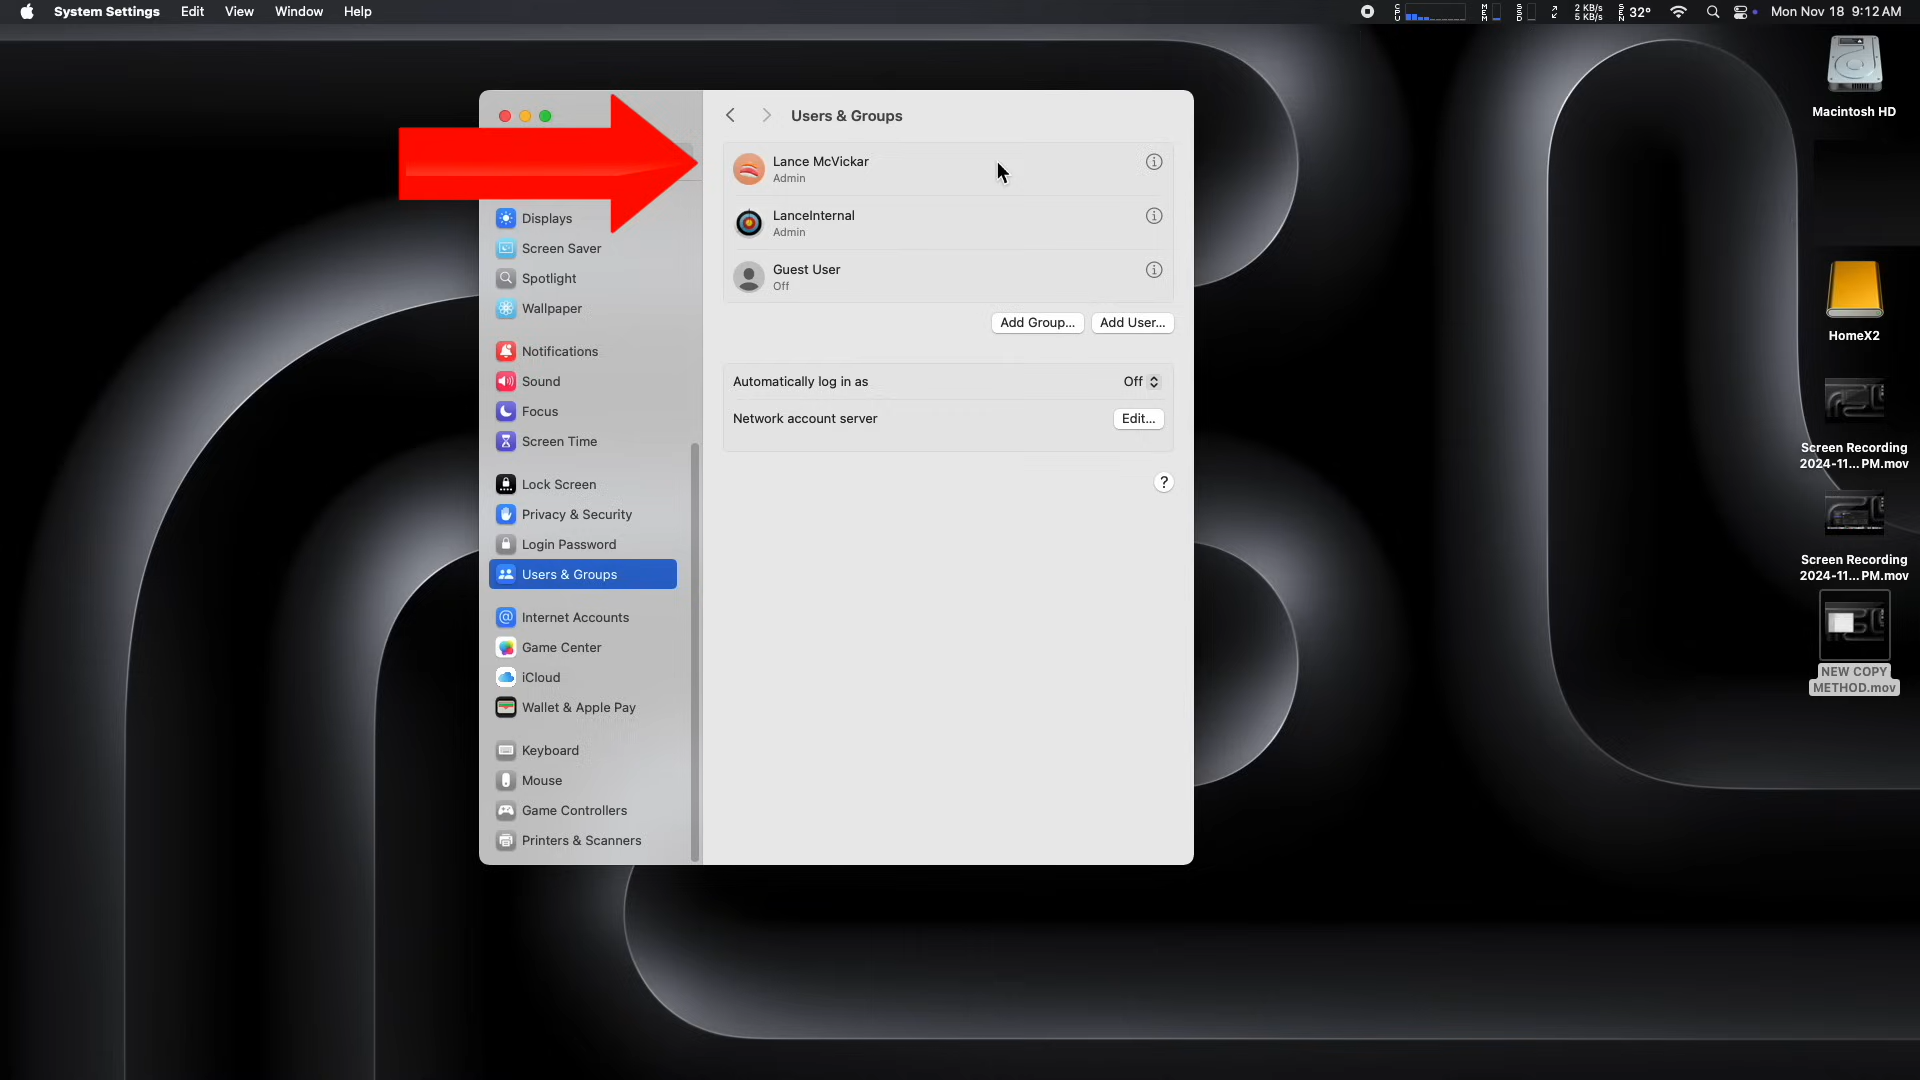 System Settings Edit View Window Help
CPU MEM SSD 2 KB/s 5 KB/s SEN 32° Mon Nov 18 9:12 AM
Macintosh HD
HomeX2
Screen Recording
2024-11...PM.mov
Screen Recording
2024-11...PM.mov
NEW COPY
METHOD.mov
Displays
Screen Saver
Spotlight
Wallpaper
Notifications
Sound
Focus
Screen Time
Lock Screen
Privacy & Security
Login Password
Users & Groups
Internet Accounts
Game Center
iCloud
Wallet & Apple Pay
Keyboard
Mouse
Game Controllers
Printers & Scanners
Users & Groups
Lance McVickar
Admin
LanceInternal
Admin
Guest User
Off
Add Group... Add User...
Automatically log in as Off
Network account server Edit...
?